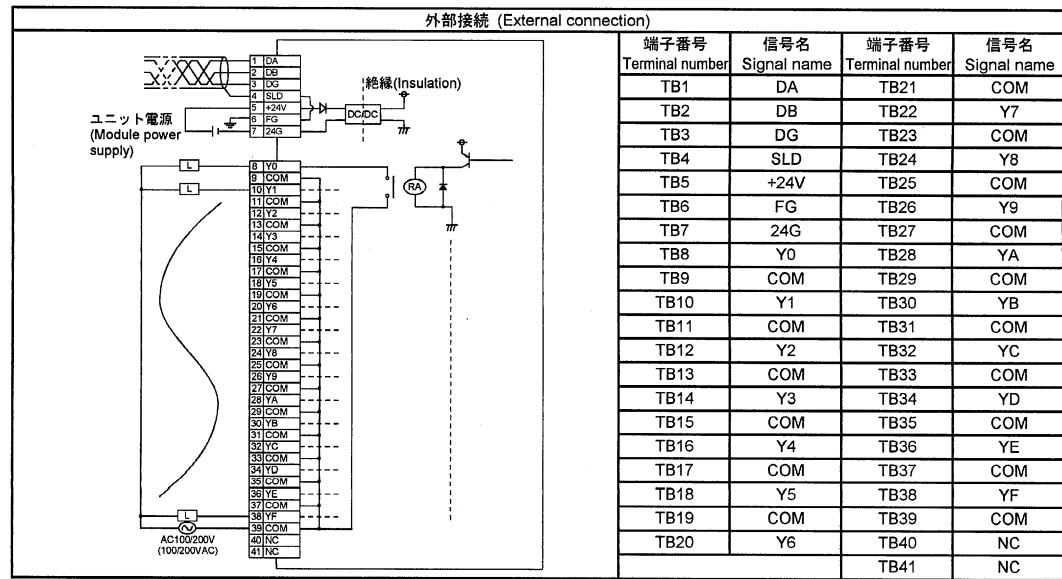 外部接続 (External connection)
1 DA
2 DB
3 DG
4 SLD
5 +24V
6 FG
7 24G
絶縁(Insulation)
DC/DC
ユニット電源
(Module power
supply)
L
8 Y0
9 COM
L
10 Y1
11 COM
12 Y2
13 COM
14 Y3
15 COM
16 Y4
17 COM
18 Y5
19 COM
20 Y6
21 COM
22 Y7
23 COM
24 Y8
25 COM
26 Y9
27 COM
28 YA
29 COM
30 YB
31 COM
32 YC
33 COM
34 YD
35 COM
36 YE
37 COM
L
38 YF
39 COM
40 NC
41 NC
RA
AC100/200V
(100/200VAC)
端子番号 信号名 端子番号 信号名
Terminal number Signal name Terminal number Signal name
TB1 DA TB21 COM
TB2 DB TB22 Y7
TB3 DG TB23 COM
TB4 SLD TB24 Y8
TB5 +24V TB25 COM
TB6 FG TB26 Y9
TB7 24G TB27 COM
TB8 Y0 TB28 YA
TB9 COM TB29 COM
TB10 Y1 TB30 YB
TB11 COM TB31 COM
TB12 Y2 TB32 YC
TB13 COM TB33 COM
TB14 Y3 TB34 YD
TB15 COM TB35 COM
TB16 Y4 TB36 YE
TB17 COM TB37 COM
TB18 Y5 TB38 YF
TB19 COM TB39 COM
TB20 Y6 TB40 NC
TB41 NC